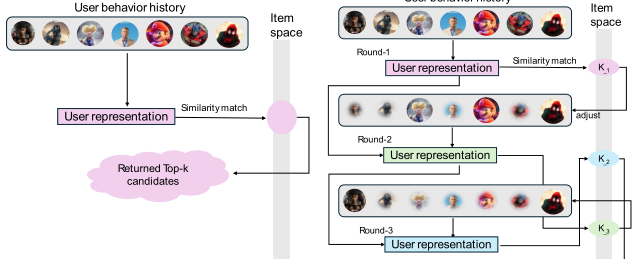 User behavior history
Item
space
User representation
Similarity match
Returned Top-k
candidates
User behavior history
Item
space
Round-1
User representation
Similarity match
K_1
adjust
Round-2
User representation
K_2
Round-3
User representation
K_3